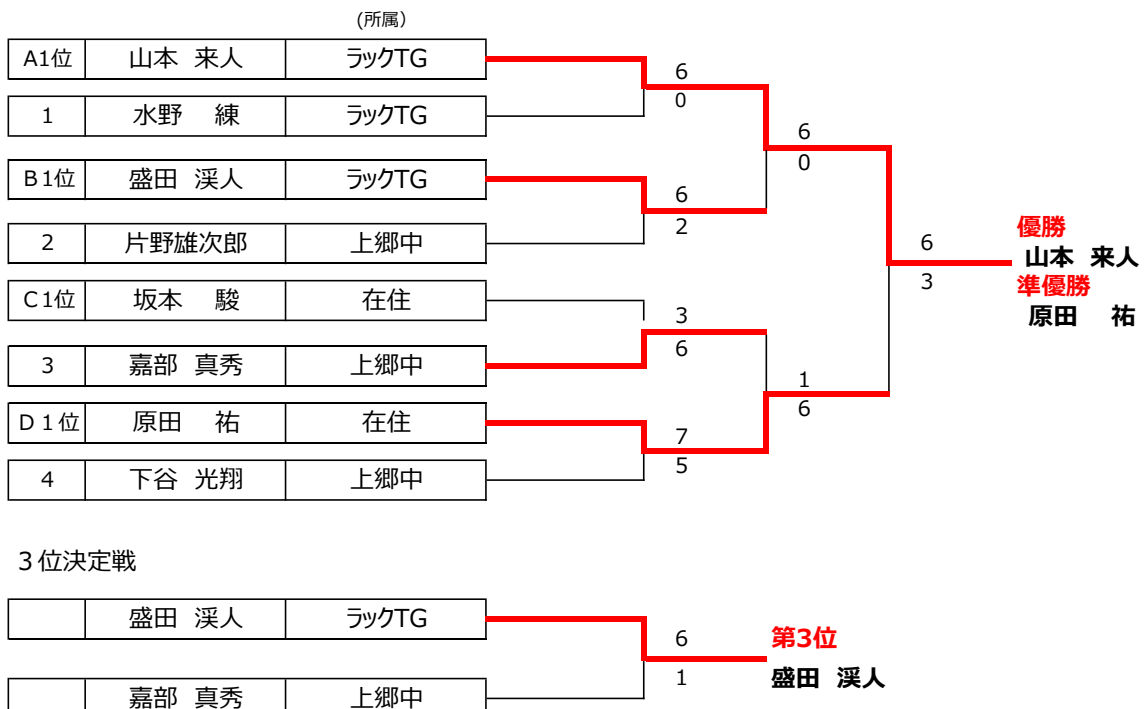 (所属）
A1位 山本 来人 ラックTG
6
0
1 水野 練 ラックTG
6
0
B1位 盛田 渓人 ラックTG
6
2
2 片野雄次郎 上郷中
6
3
優勝
山本 来人
準優勝
原田 祐
C1位 坂本 駿 在住
3
6
3 嘉部 真秀 上郷中
1
6
D１位 原田 祐 在住
7
5
4 下谷 光翔 上郷中
３位決定戦
盛田 渓人 ラックTG
6
1
第3位
盛田 渓人
嘉部 真秀 上郷中